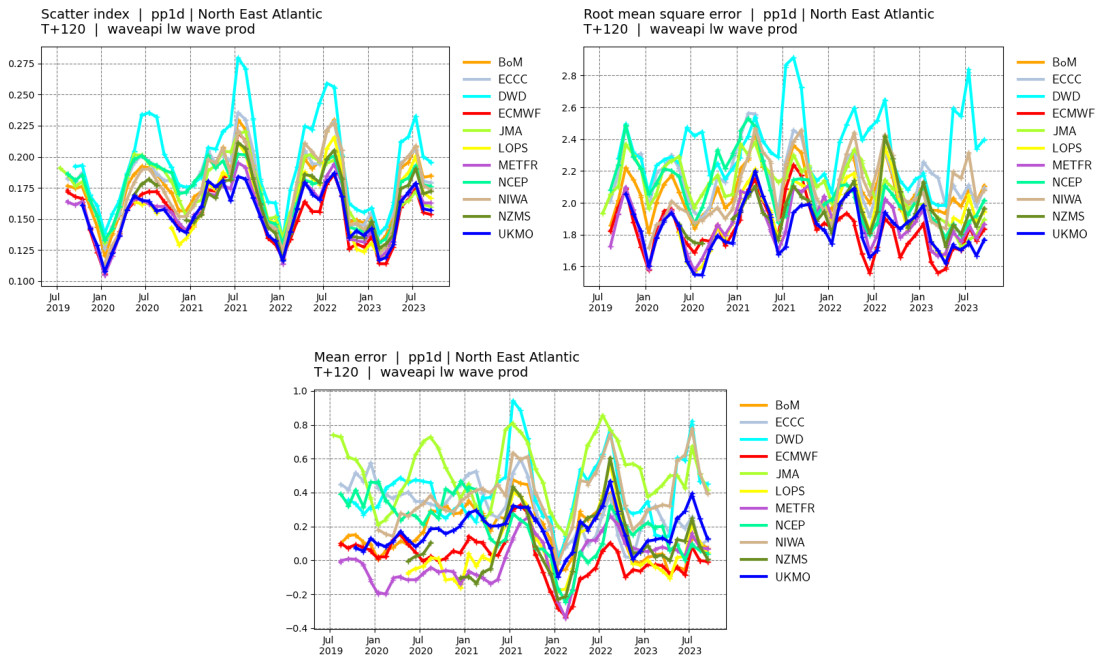 Scatter index | pp1d | North East Atlantic
T+120 | waveapi lw wave prod
0.275
0.250
0.225
0.200
0.175
0.150
0.125
0.100
Jul 2019
Jan 2020
Jul 2020
Jan 2021
Jul 2021
Jan 2022
Jul 2022
Jan 2023
Jul 2023
BoM
ECCC
DWD
ECMWF
JMA
LOPS
METFR
NCEP
NIWA
NZMS
UKMO
Root mean square error | pp1d | North East Atlantic
T+120 | waveapi lw wave prod
2.8
2.6
2.4
2.2
2.0
1.8
1.6
Jul 2019
Jan 2020
Jul 2020
Jan 2021
Jul 2021
Jan 2022
Jul 2022
Jan 2023
Jul 2023
BoM
ECCC
DWD
ECMWF
JMA
LOPS
METFR
NCEP
NIWA
NZMS
UKMO
Mean error | pp1d | North East Atlantic
T+120 | waveapi lw wave prod
1.0
0.8
0.6
0.4
0.2
0.0
−0.2
−0.4
Jul 2019
Jan 2020
Jul 2020
Jan 2021
Jul 2021
Jan 2022
Jul 2022
Jan 2023
Jul 2023
BoM
ECCC
DWD
ECMWF
JMA
LOPS
METFR
NCEP
NIWA
NZMS
UKMO